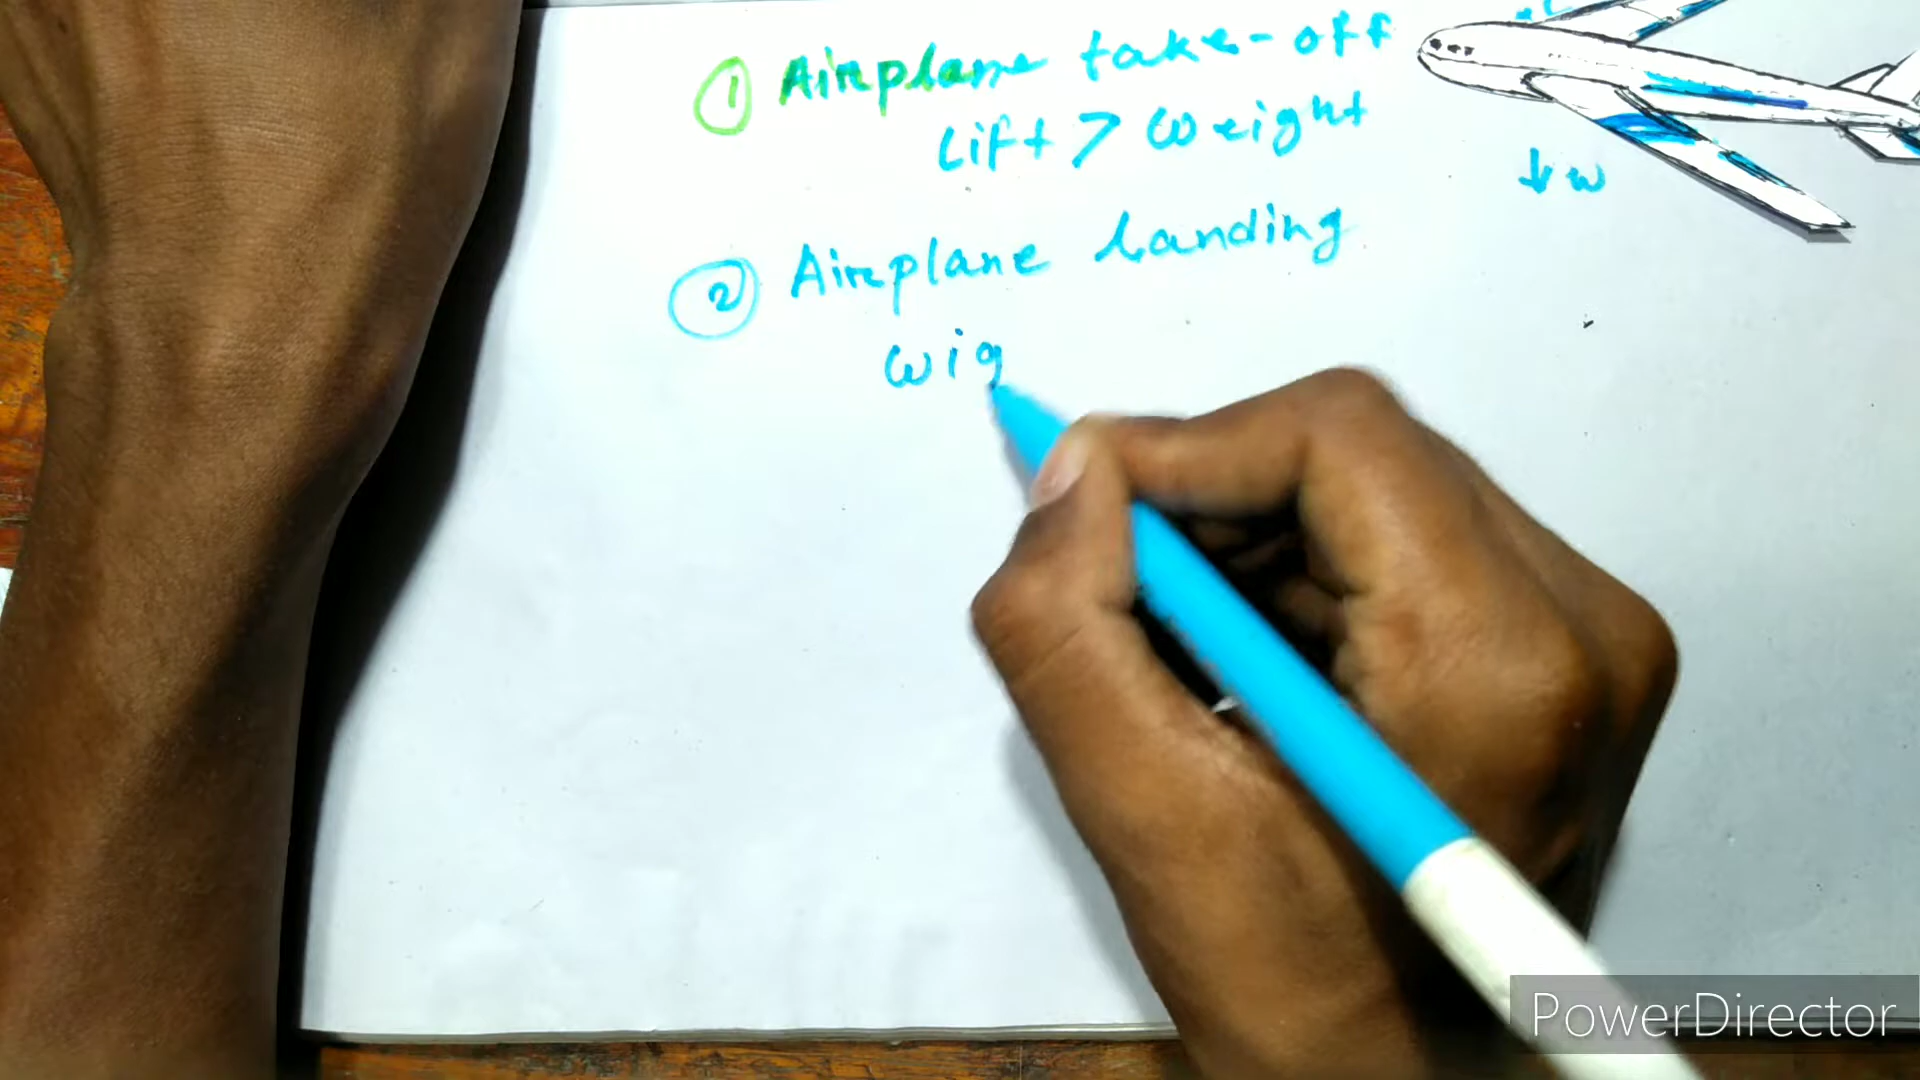 ① Airplane take-off
Lift > Weight
↓ w
② Airplane Landing
wig
PowerDirector